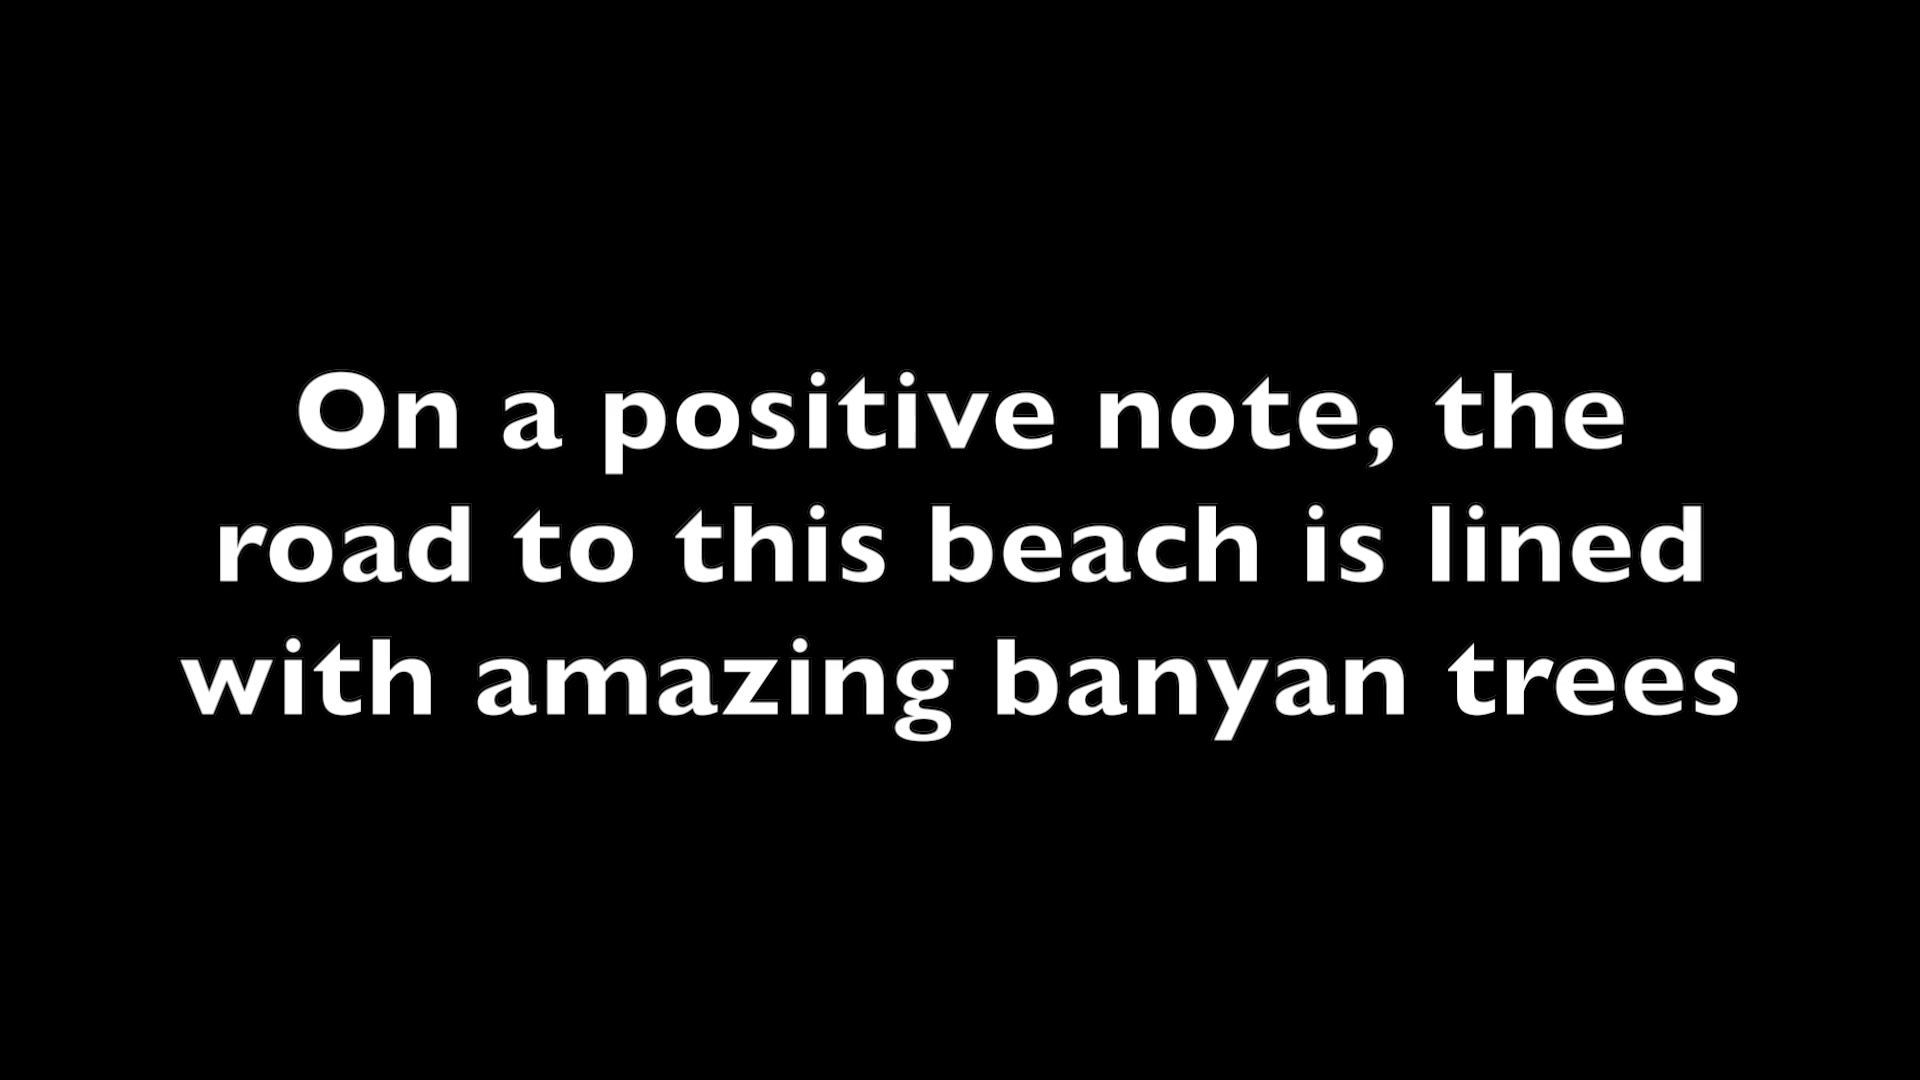 On a positive note, the
road to this beach is lined
with amazing banyan trees